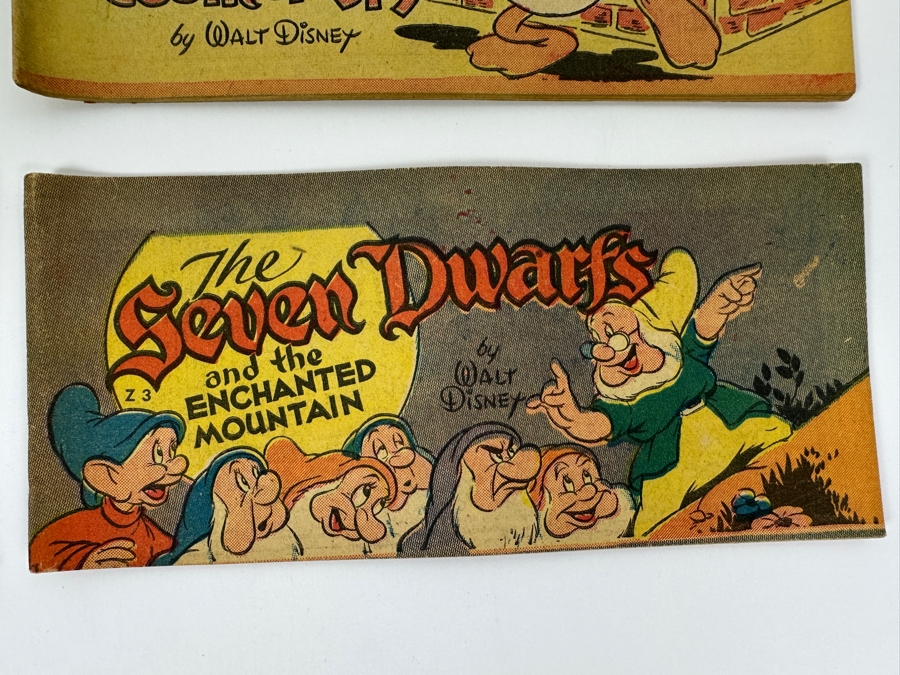 by WALT DISNEY
The
Seven Dwarfs
and the
ENCHANTED
MOUNTAIN
Z 3
by
WALT
DISNEY